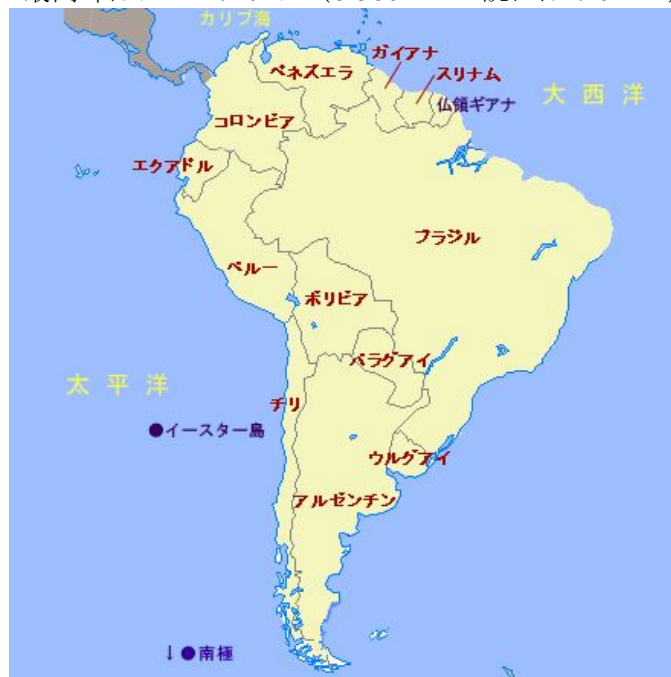 カリブ海
ガイアナ
ベネズエラ
スリナム
仏領ギアナ
大西洋
コロンビア
エクアドル
ブラジル
ペルー
ボリビア
パラグアイ
太平洋
チリ
●イースター島
ウルグアイ
アルゼンチン
↓●南極